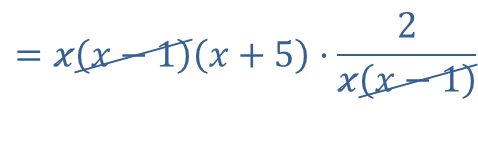 = x(x − 1)(x + 5) · 2 / x(x − 1)